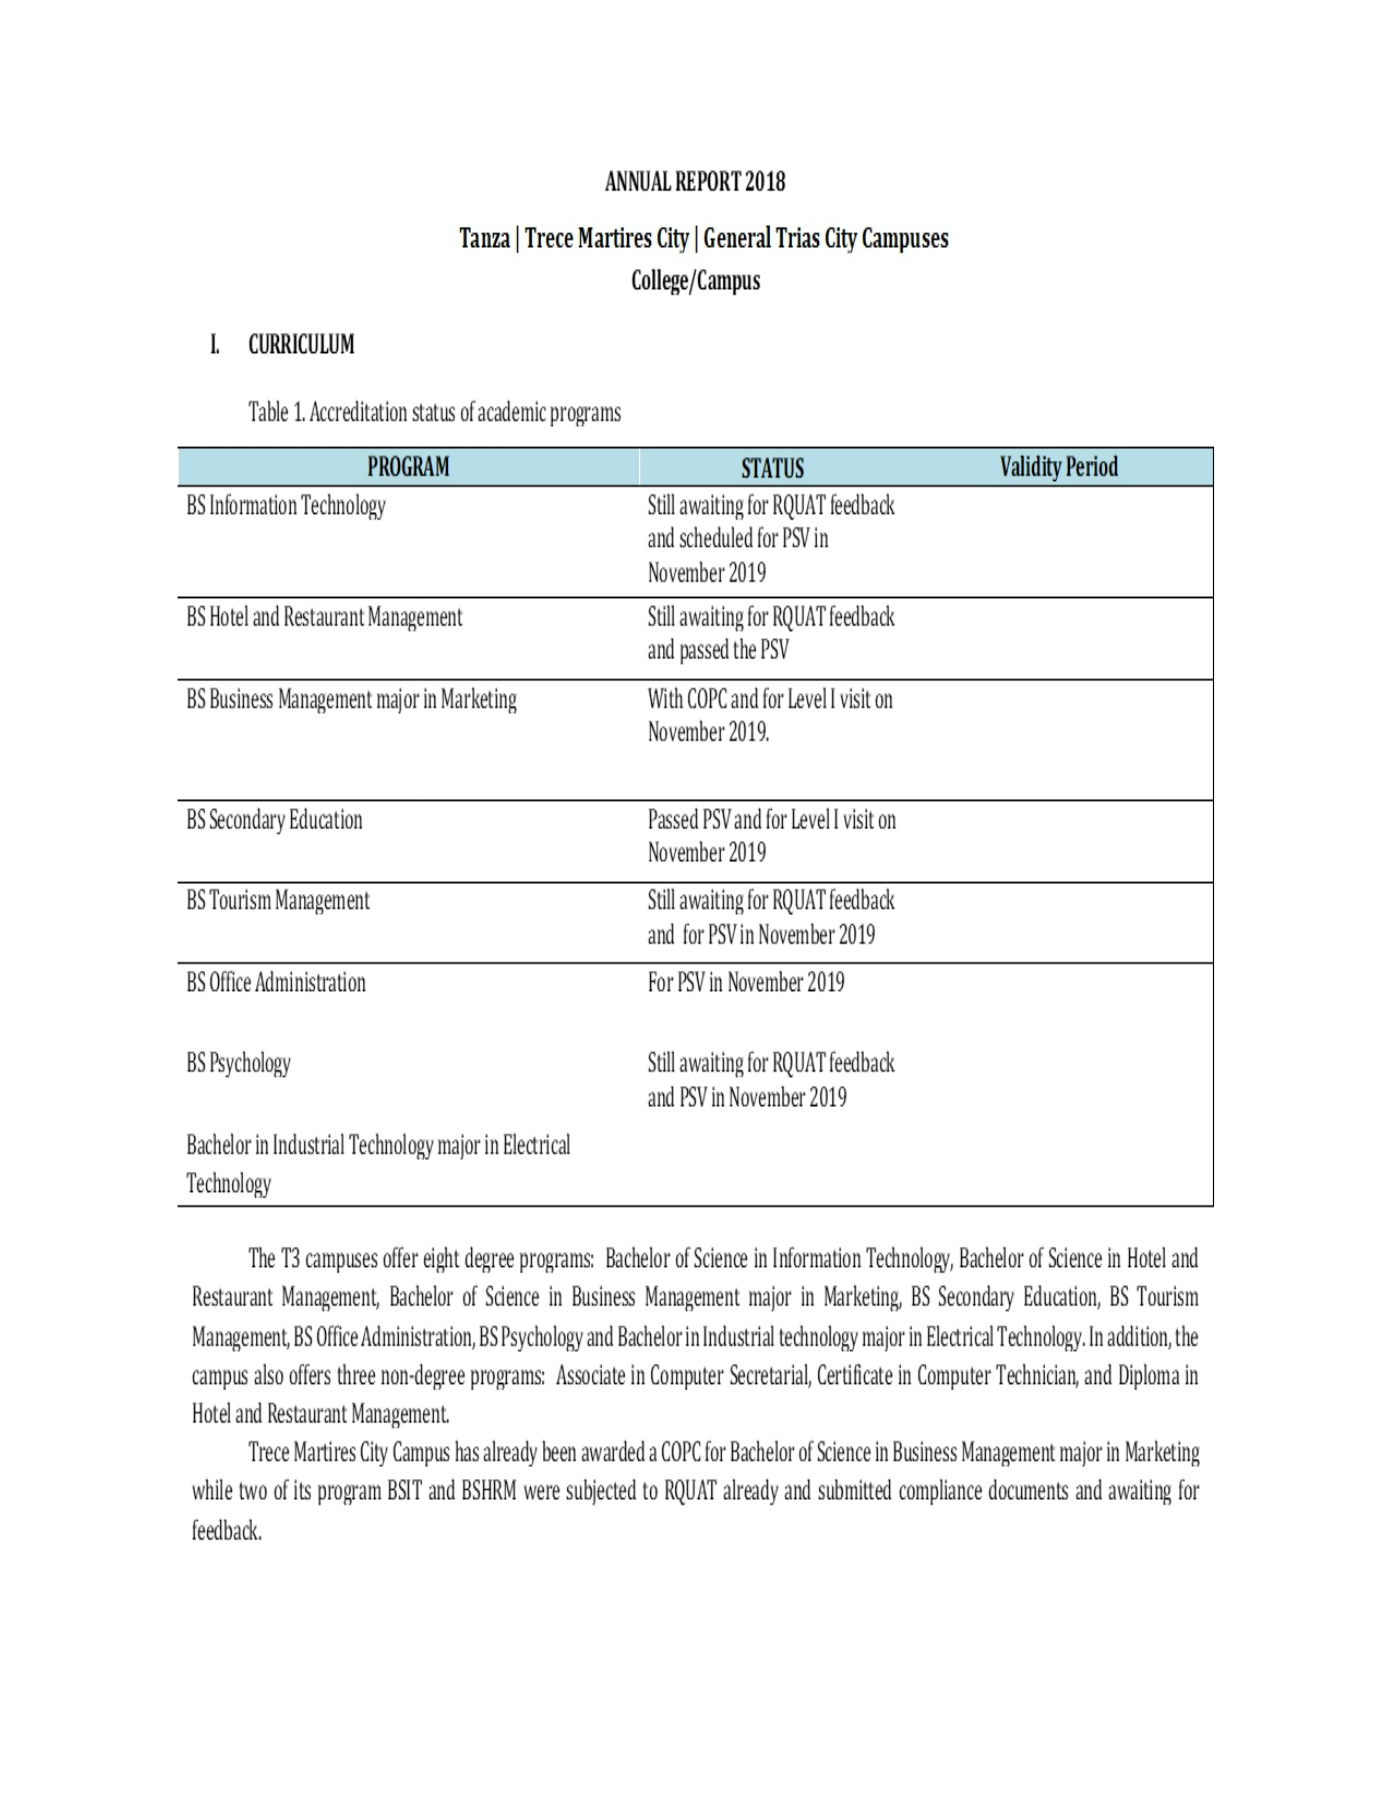 ANNUAL REPORT 2018
Tanza | Trece Martires City | General Trias City Campuses
College/Campus
I. CURRICULUM
Table 1. Accreditation status of academic programs
PROGRAM STATUS Validity Period
BS Information Technology Still awaiting for RQUAT feedback
and scheduled for PSV in
November 2019
BS Hotel and Restaurant Management Still awaiting for RQUAT feedback
and passed the PSV
BS Business Management major in Marketing With COPC and for Level I visit on
November 2019.
BS Secondary Education Passed PSV and for Level I visit on
November 2019
BS Tourism Management Still awaiting for RQUAT feedback
and for PSV in November 2019
BS Office Administration For PSV in November 2019
BS Psychology Still awaiting for RQUAT feedback
and PSV in November 2019
Bachelor in Industrial Technology major in Electrical
Technology
The T3 campuses offer eight degree programs: Bachelor of Science in Information Technology, Bachelor of Science in Hotel and
Restaurant Management, Bachelor of Science in Business Management major in Marketing, BS Secondary Education, BS Tourism
Management, BS Office Administration, BS Psychology and Bachelor in Industrial technology major in Electrical Technology. In addition, the
campus also offers three non-degree programs: Associate in Computer Secretarial, Certificate in Computer Technician, and Diploma in
Hotel and Restaurant Management.
Trece Martires City Campus has already been awarded a COPC for Bachelor of Science in Business Management major in Marketing
while two of its program BSIT and BSHRM were subjected to RQUAT already and submitted compliance documents and awaiting for
feedback.